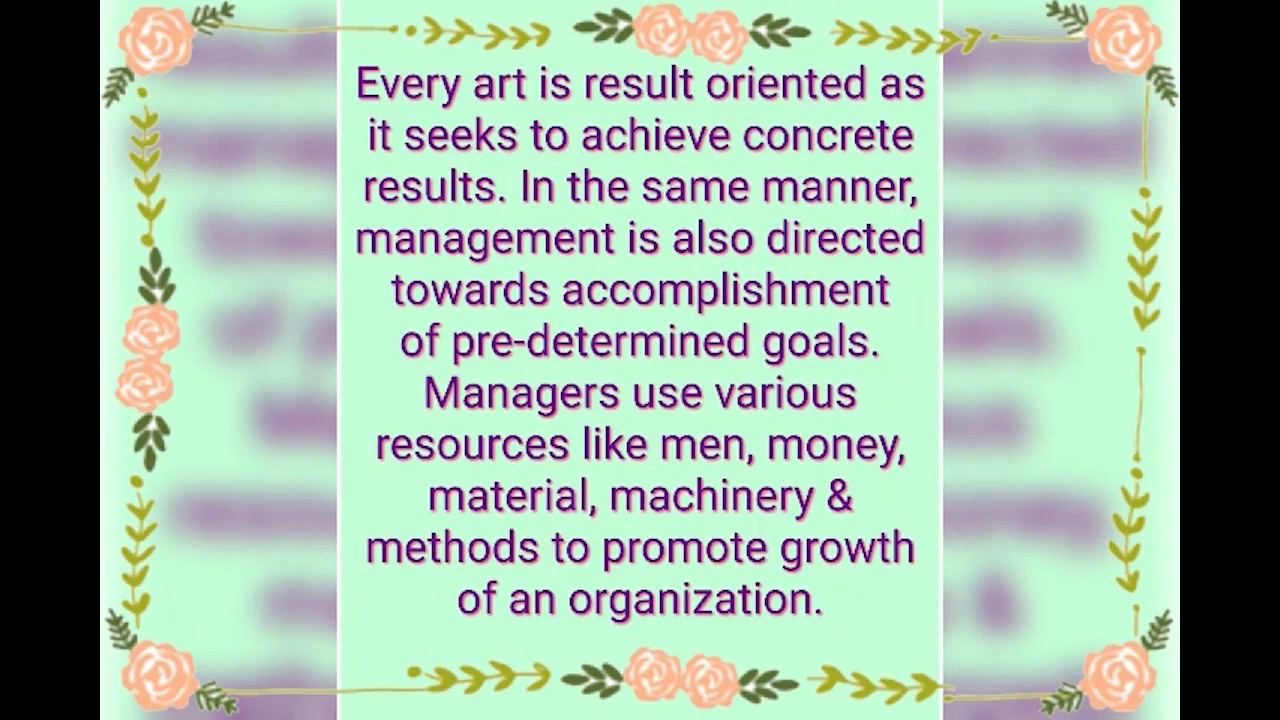 Every art is result oriented as
it seeks to achieve concrete
results. In the same manner,
management is also directed
towards accomplishment
of pre-determined goals.
Managers use various
resources like men, money,
material, machinery &
methods to promote growth
of an organization.